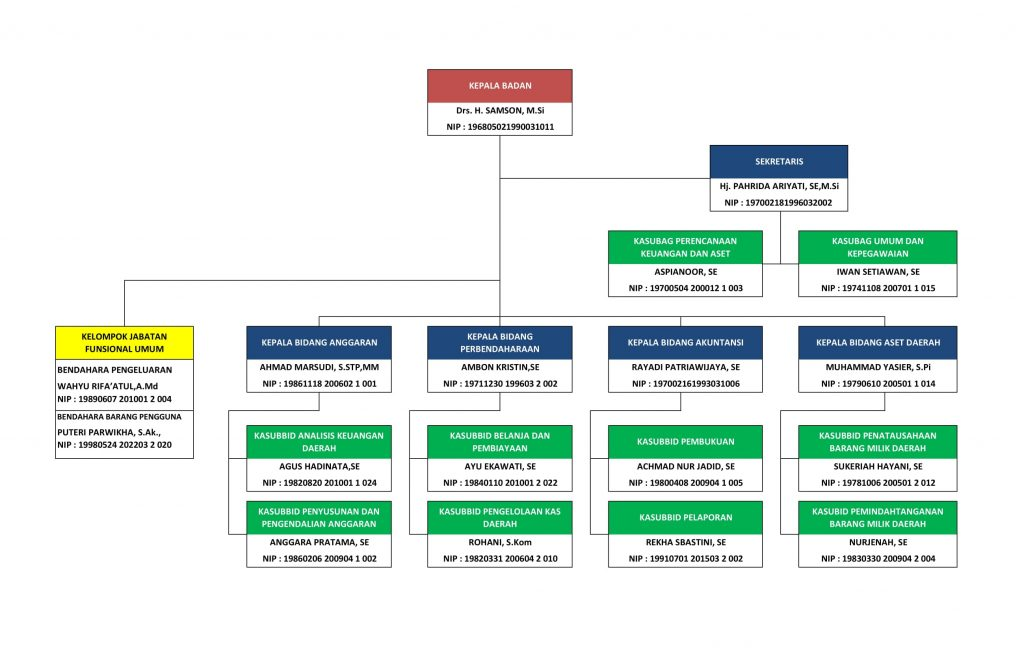 KEPALA BADAN
Drs. H. SAMSON, M.Si
NIP : 196805021990031011
SEKRETARIS
Hj. PAHRIDA ARIYATI, SE,M.Si
NIP : 197002181996032002
KASUBAG PERENCANAAN
KEUANGAN DAN ASET
ASPIANOOR, SE
NIP : 19700504 200012 1 003
KASUBAG UMUM DAN
KEPEGAWAIAN
IWAN SETIAWAN, SE
NIP : 19741108 200701 1 015
KELOMPOK JABATAN
FUNSIONAL UMUM
BENDAHARA PENGELUARAN
WAHYU RIFA’ATUL,A.Md
NIP : 19890607 201001 2 004
BENDAHARA BARANG PENGGUNA
PUTERI PARWIKHA, S.Ak.,
NIP : 19980524 202203 2 020
KEPALA BIDANG ANGGARAN
AHMAD MARSUDI, S.STP,MM
NIP : 19861118 200602 1 001
KASUBBID ANALISIS KEUANGAN
DAERAH
AGUS HADINATA,SE
NIP : 19820820 201001 1 024
KASUBBID PENYUSUNAN DAN
PENGENDALIAN ANGGARAN
ANGGARA PRATAMA, SE
NIP : 19860206 200904 1 002
KEPALA BIDANG
PERBENDAHARAAN
AMBON KRISTIN,SE
NIP : 19711230 199603 2 002
KASUBBID BELANJA DAN
PEMBIAYAAN
AYU EKAWATI, SE
NIP : 19840110 201001 2 022
KASUBBID PENGELOLAAN KAS
DAERAH
ROHANI, S.Kom
NIP : 19820331 200604 2 010
KEPALA BIDANG AKUNTANSI
RAYADI PATRIAWIJAYA, SE
NIP : 197002161993031006
KASUBBID PEMBUKUAN
ACHMAD NUR JADID, SE
NIP : 19800408 200904 1 005
KASUBBID PELAPORAN
REKHA SBASTINI, SE
NIP : 19910701 201503 2 002
KEPALA BIDANG ASET DAERAH
MUHAMMAD YASIER, S.Pi
NIP : 19790610 200501 1 014
KASUBBID PENATAUSAHAAN
BARANG MILIK DAERAH
SUKERIAH HAYANI, SE
NIP : 19781006 200501 2 012
KASUBID PEMINDAHTANGANAN
BARANG MILIK DAERAH
NURJENAH, SE
NIP : 19830330 200904 2 004